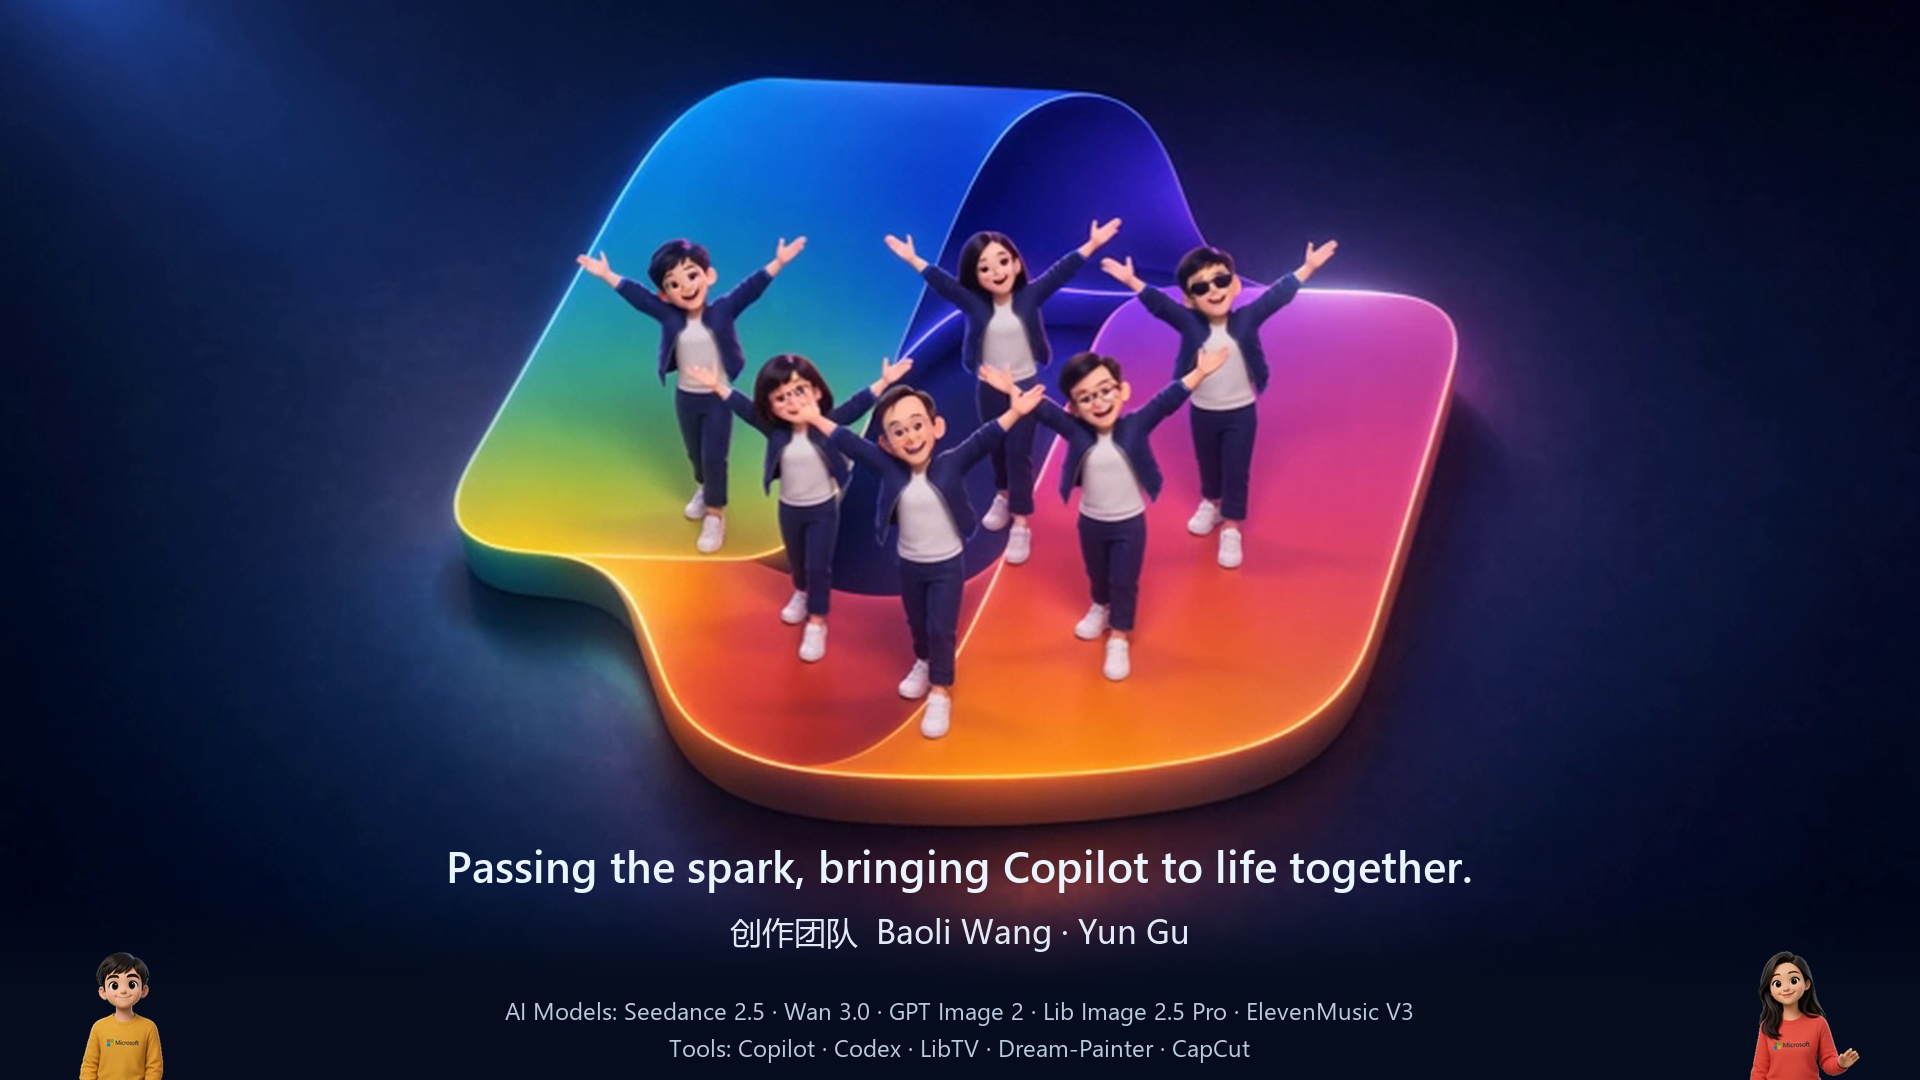 Passing the spark, bringing Copilot to life together.
创作团队 Baoli Wang · Yun Gu
AI Models: Seedance 2.5 · Wan 3.0 · GPT Image 2 · Lib Image 2.5 Pro · ElevenMusic V3
Tools: Copilot · Codex · LibTV · Dream-Painter · CapCut
Microsoft
Microsoft